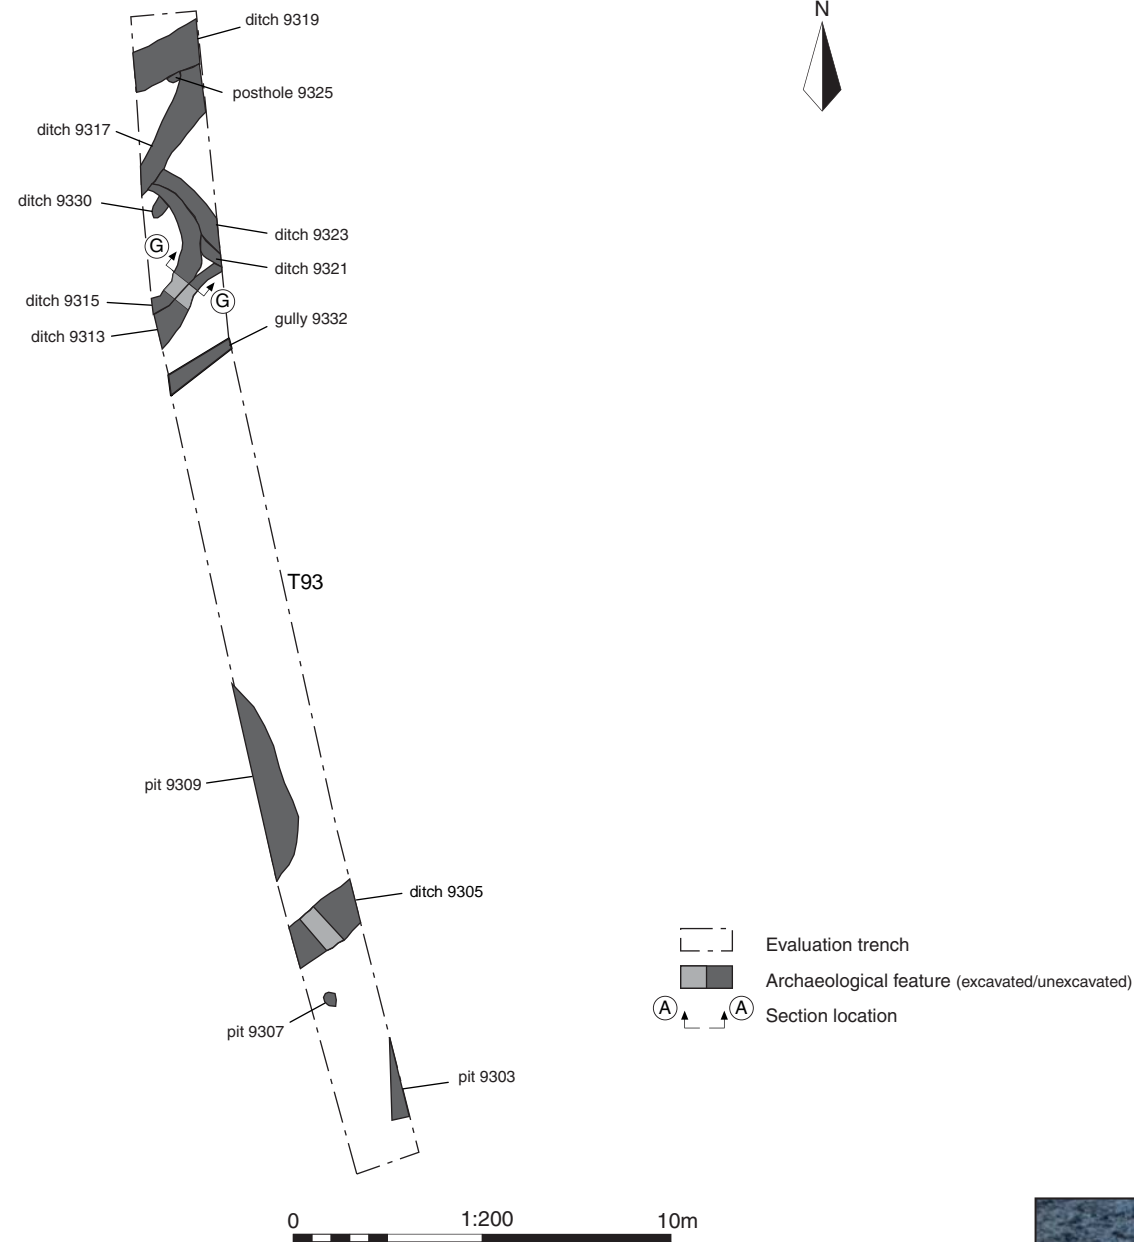 N
ditch 9319
posthole 9325
ditch 9317
ditch 9330
ditch 9323
G
ditch 9321
G
ditch 9315
gully 9332
ditch 9313
T93
pit 9309
ditch 9305
Evaluation trench
Archaeological feature (excavated/unexcavated)
A A Section location
pit 9307
pit 9303
0 1:200 10m